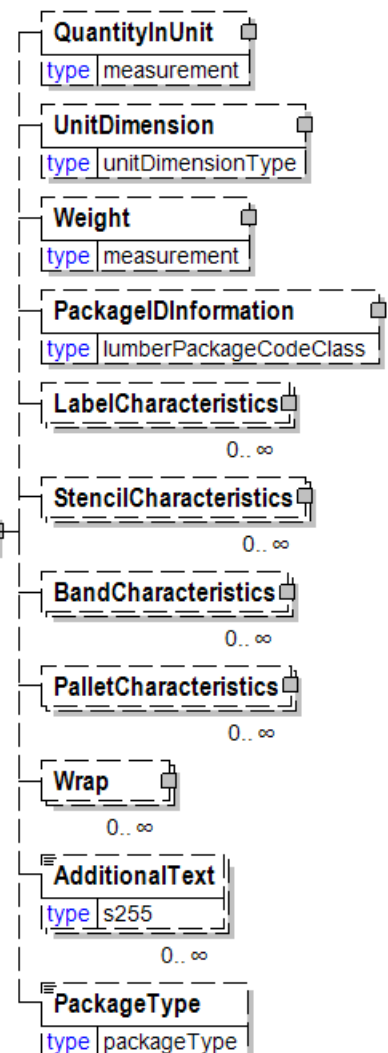 QuantityInUnit
type measurement
UnitDimension
type unitDimensionType
Weight
type measurement
PackageIDInformation
type lumberPackageCodeClass
LabelCharacteristics
0.. ∞
StencilCharacteristics
0.. ∞
BandCharacteristics
0.. ∞
PalletCharacteristics
0.. ∞
Wrap
0.. ∞
AdditionalText
type s255
0.. ∞
PackageType
type packageType